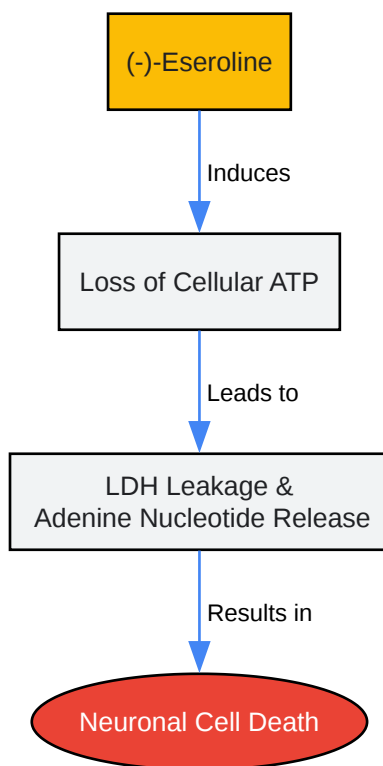 (-)-Eseroline
Induces
Loss of Cellular ATP
Leads to
LDH Leakage &
Adenine Nucleotide Release
Results in
Neuronal Cell Death